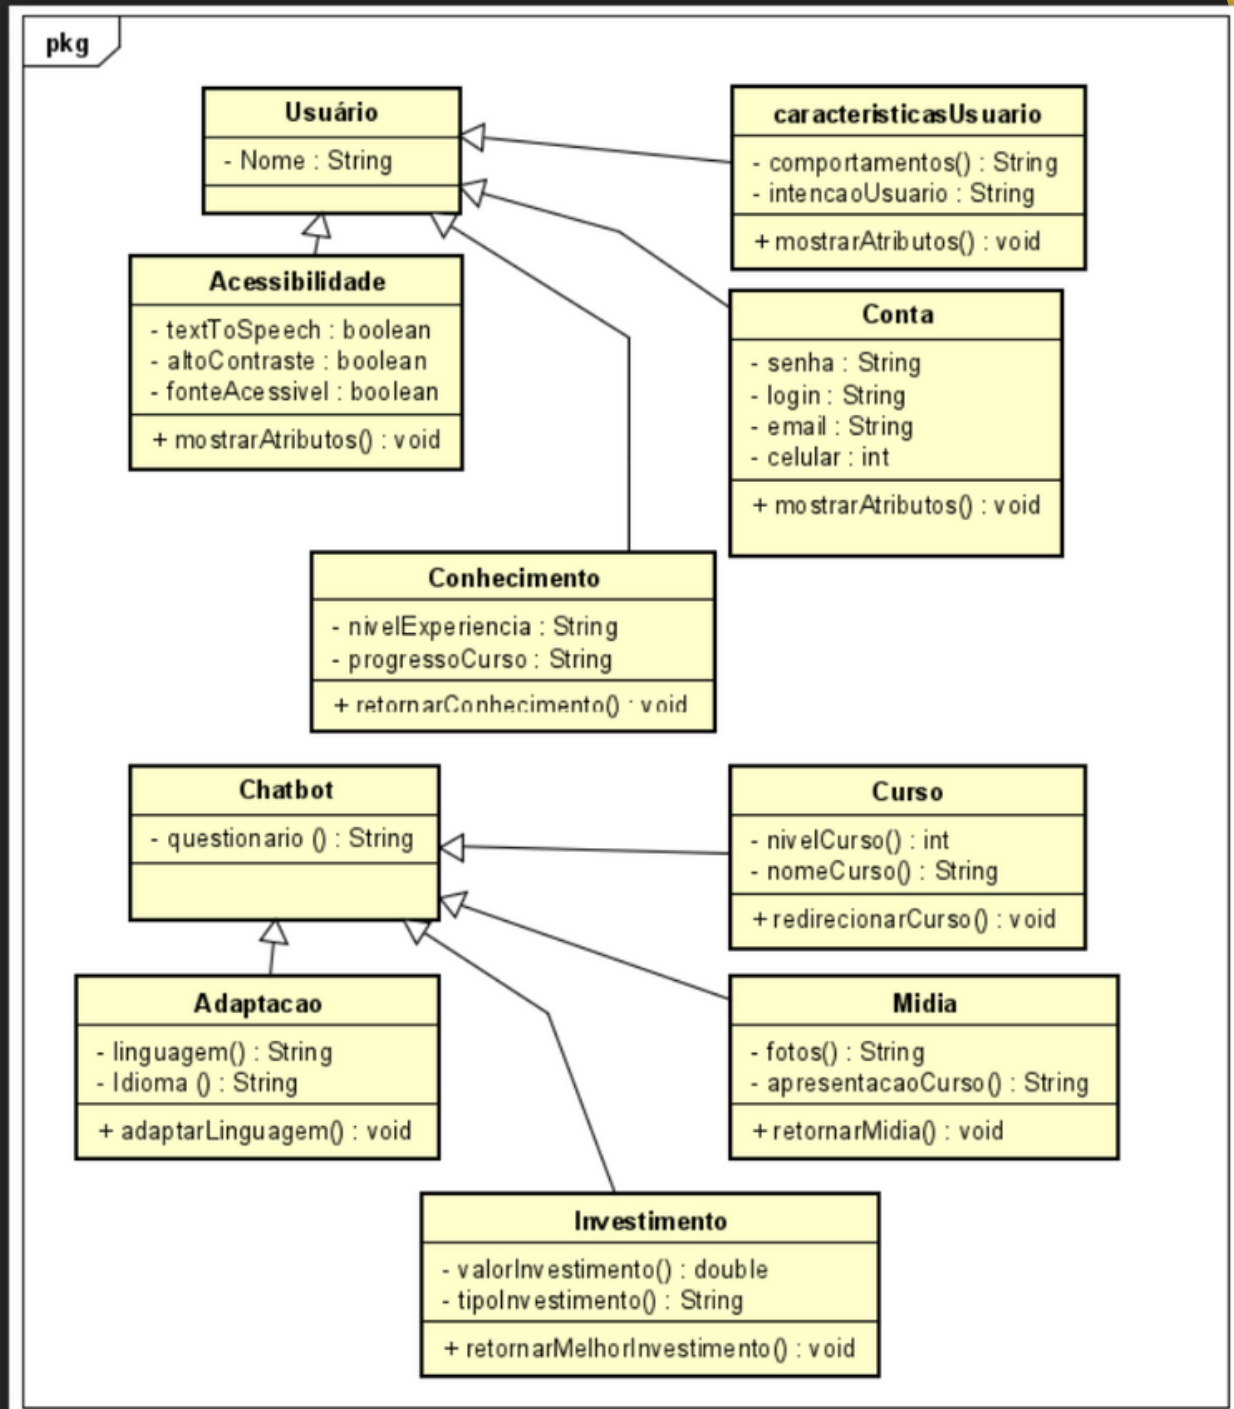 pkg
Usuário
- Nome : String
caracteristicasUsuario
- comportamentos() : String
- intencaoUsuario : String
+ mostrarAtributos() : void
Acessibilidade
- textToSpeech : boolean
- altoContraste : boolean
- fonteAcessivel : boolean
+ mostrarAtributos() : void
Conta
- senha : String
- login : String
- email : String
- celular : int
+ mostrarAtributos() : void
Conhecimento
- nivelExperiencia : String
- progressoCurso : String
+ retornarConhecimento() : void
Chatbot
- questionario () : String
Curso
- nivelCurso() : int
- nomeCurso() : String
+ redirecionarCurso() : void
Adaptacao
- linguagem() : String
- Idioma () : String
+ adaptarLinguagem() : void
Midia
- fotos() : String
- apresentacaoCurso() : String
+ retornarMidia() : void
Investimento
- valorInvestimento() : double
- tipoInvestimento() : String
+ retornarMelhorInvestimento() : void